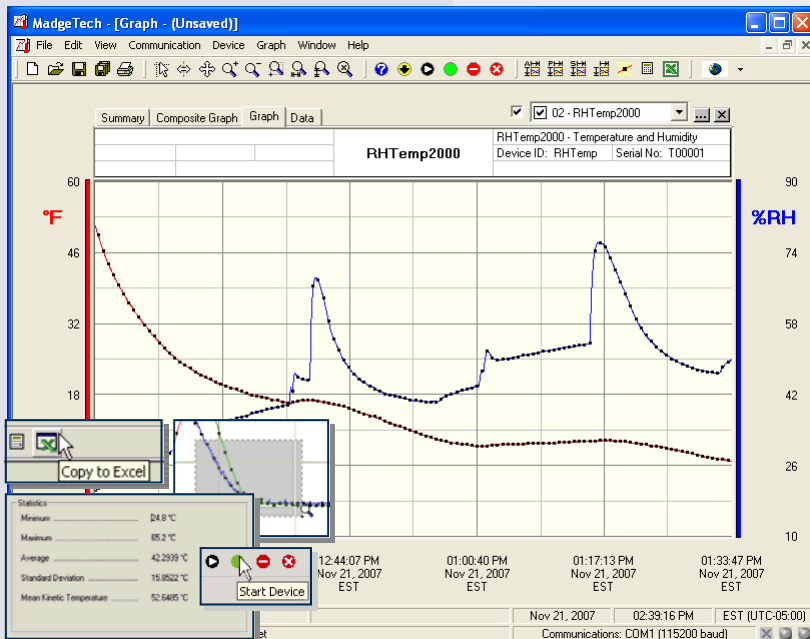 MadgeTech - [Graph - (Unsaved)]
File Edit View Communication Device Graph Window Help
Summary Composite Graph Graph Data
02 - RHTemp2000
RHTemp2000
RHTemp2000 - Temperature and Humidity
Device ID: RHTemp Serial No: T00001
60
90
°F
%RH
46
74
32
58
18
42
26
10
Copy to Excel
Statistics
Minimum 24.8 °C
Maximum 65.2 °C
Average 42.2939 °C
Standard Deviation 15.8522 °C
Mean Kinetic Temperature 52.6485 °C
Start Device
12:44:07 PM 01:00:40 PM 01:17:13 PM 01:33:47 PM
Nov 21, 2007 Nov 21, 2007 Nov 21, 2007 Nov 21, 2007
EST EST EST EST
Nov 21, 2007 02:39:16 PM EST (UTC-05:00)
Communications: COM1 (115200 baud)